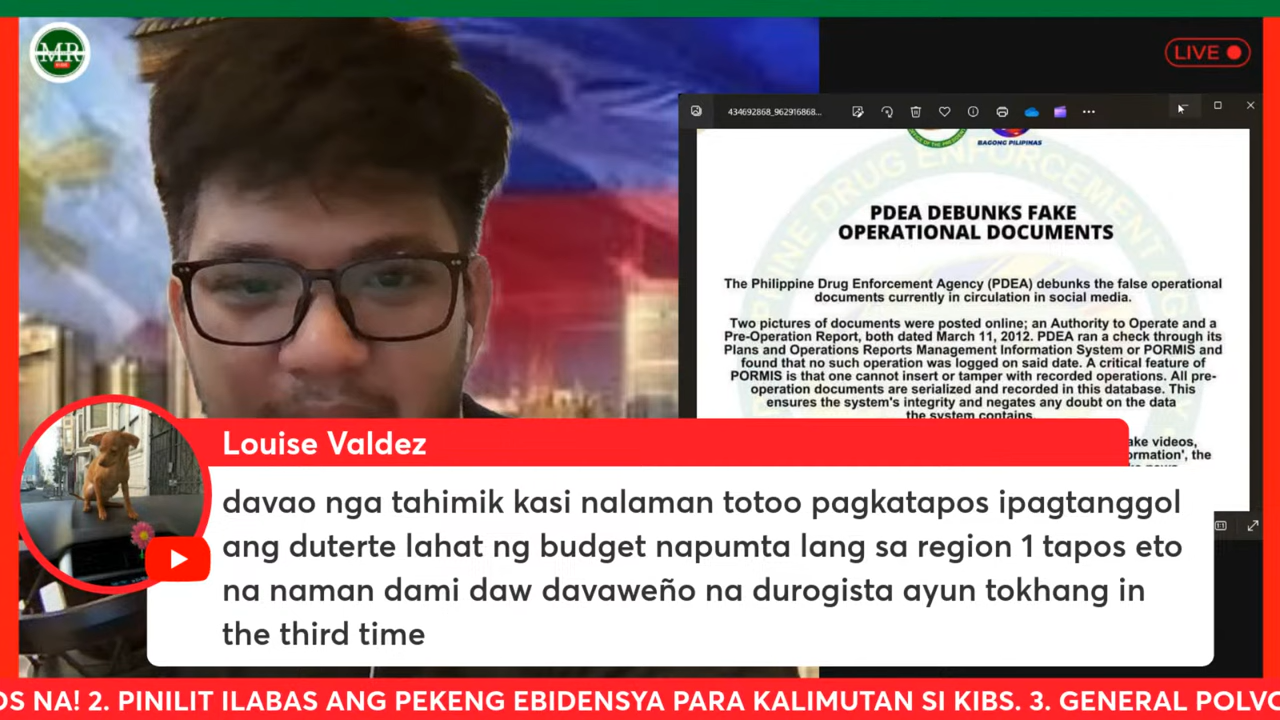 MR
LIVE
434692868_962916868...
BAGONG PILIPINAS
PHILIPPINE DRUG ENFORCEMENT
PDEA DEBUNKS FAKE
OPERATIONAL DOCUMENTS
The Philippine Drug Enforcement Agency (PDEA) debunks the false operational
documents currently in circulation in social media.
Two pictures of documents were posted online; an Authority to Operate and a
Pre-Operation Report, both dated March 11, 2012. PDEA ran a check through its
Plans and Operations Reports Management Information System or PORMIS and
found that no such operation was logged on said date. A critical feature of
PORMIS is that one cannot insert or tamper with recorded operations. All pre-
operation documents are serialized and recorded in this database. This
ensures the system's integrity and negates any doubt on the data
the system contains.
ake videos,
ormation', the
Louise Valdez
davao nga tahimik kasi nalaman totoo pagkatapos ipagtanggol
ang duterte lahat ng budget napumta lang sa region 1 tapos eto
na naman dami daw davaweño na durogista ayun tokhang in
the third time
OS NA! 2. PINILIT ILABAS ANG PEKENG EBIDENSYA PARA KALIMUTAN SI KIBS. 3. GENERAL POLVO